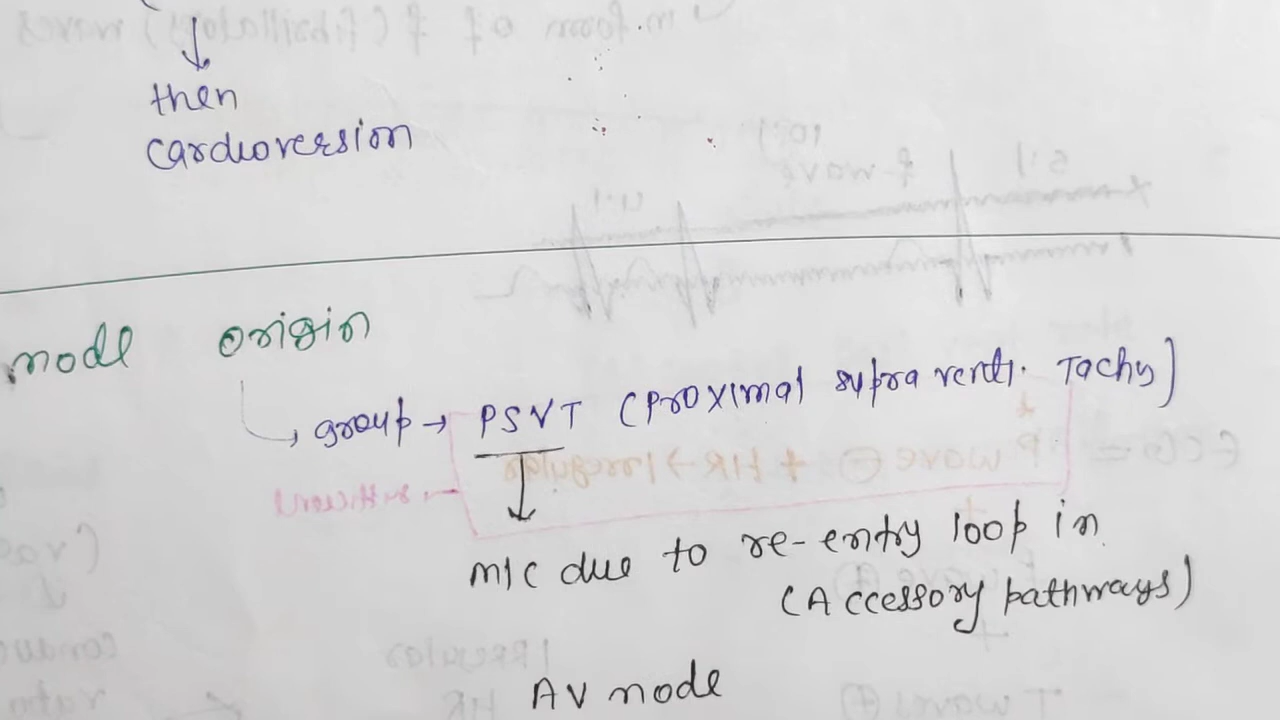 then
cardioversion
node origin
group → PSVT (Proximal supra ventr. Tachy)
↓
m/c due to re-entry loop in
(Accessory pathways)
AV node